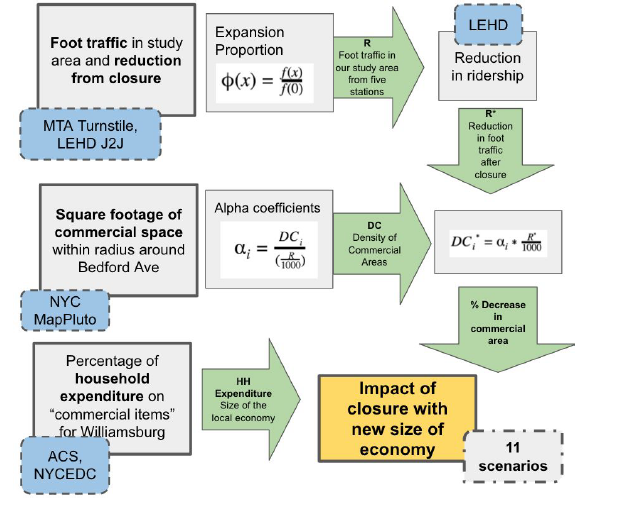 Foot traffic in study
area and reduction
from closure
MTA Turnstile,
LEHD J2J
Expansion
Proportion
ϕ(x) = f(x)/f(0)
R
Foot traffic in
our study area
from five
stations
LEHD
Reduction
in ridership
R*
Reduction
in foot
traffic
after
closure
Square footage of
commercial space
within radius around
Bedford Ave
NYC
MapPluto
Alpha coefficients
αᵢ = DCᵢ/(R/1000)
DC
Density of
Commercial
Areas
DCᵢ* = αᵢ * R*/1000
% Decrease
in
commercial
area
Percentage of
household
expenditure on
“commercial items”
for Williamsburg
ACS,
NYCEDC
HH
Expenditure
Size of the
local economy
Impact of
closure with
new size of
economy
11
scenarios